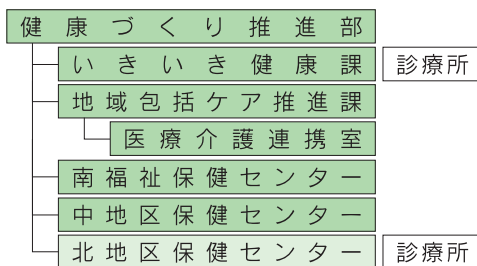 健康づくり推進部
いきいき健康課 診療所
地域包括ケア推進課
医療介護連携室
南福祉保健センター
中地区保健センター
北地区保健センター 診療所